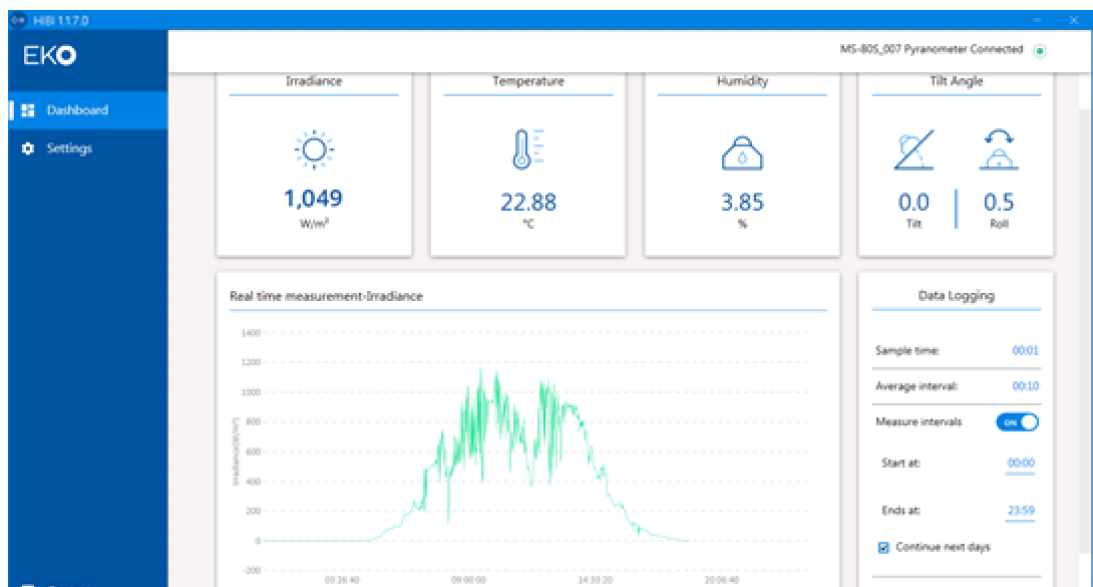 HIBI 1.1.7.0
EKO
MS-80S_007 Pyranometer Connected
Dashboard
Settings
Irradiance
Temperature
Humidity
Tilt Angle
1,049
W/m²
22.88
°C
3.85
%
0.0
Tilt
0.5
Roll
Real time measurement-Irradiance
1400
1200
1000
800
600
400
200
0
-200
Irradiance(W/m²)
03:26:40
09:00:00
14:33:20
20:06:40
Data Logging
Sample time: 00:01
Average interval: 00:10
Measure intervals ON
Start at: 00:00
Ends at: 23:59
Continue next days